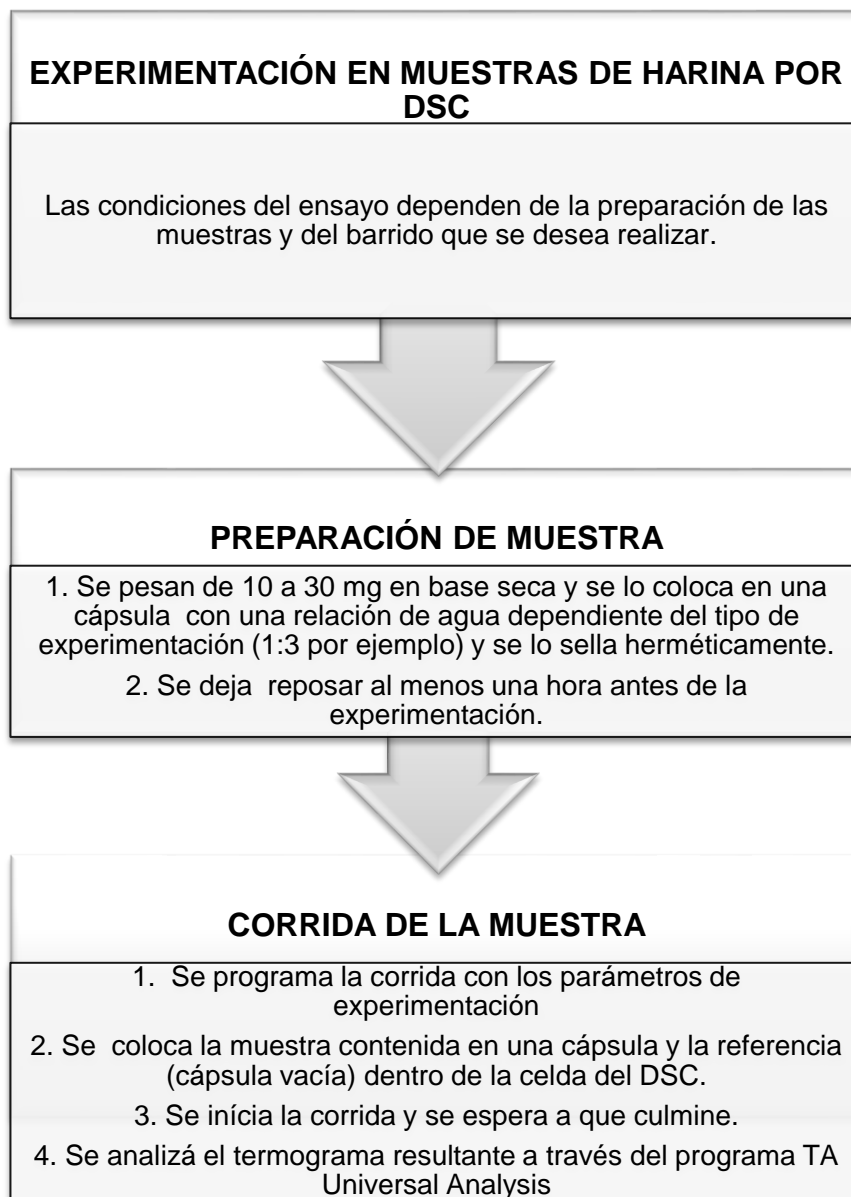 EXPERIMENTACIÓN EN MUESTRAS DE HARINA POR
DSC
Las condiciones del ensayo dependen de la preparación de las
muestras y del barrido que se desea realizar.
PREPARACIÓN DE MUESTRA
1. Se pesan de 10 a 30 mg en base seca y se lo coloca en una
cápsula con una relación de agua dependiente del tipo de
experimentación (1:3 por ejemplo) y se lo sella herméticamente.
2. Se deja reposar al menos una hora antes de la
experimentación.
CORRIDA DE LA MUESTRA
1. Se programa la corrida con los parámetros de
experimentación
2. Se coloca la muestra contenida en una cápsula y la referencia
(cápsula vacía) dentro de la celda del DSC.
3. Se inícia la corrida y se espera a que culmine.
4. Se analizá el termograma resultante a través del programa TA
Universal Analysis